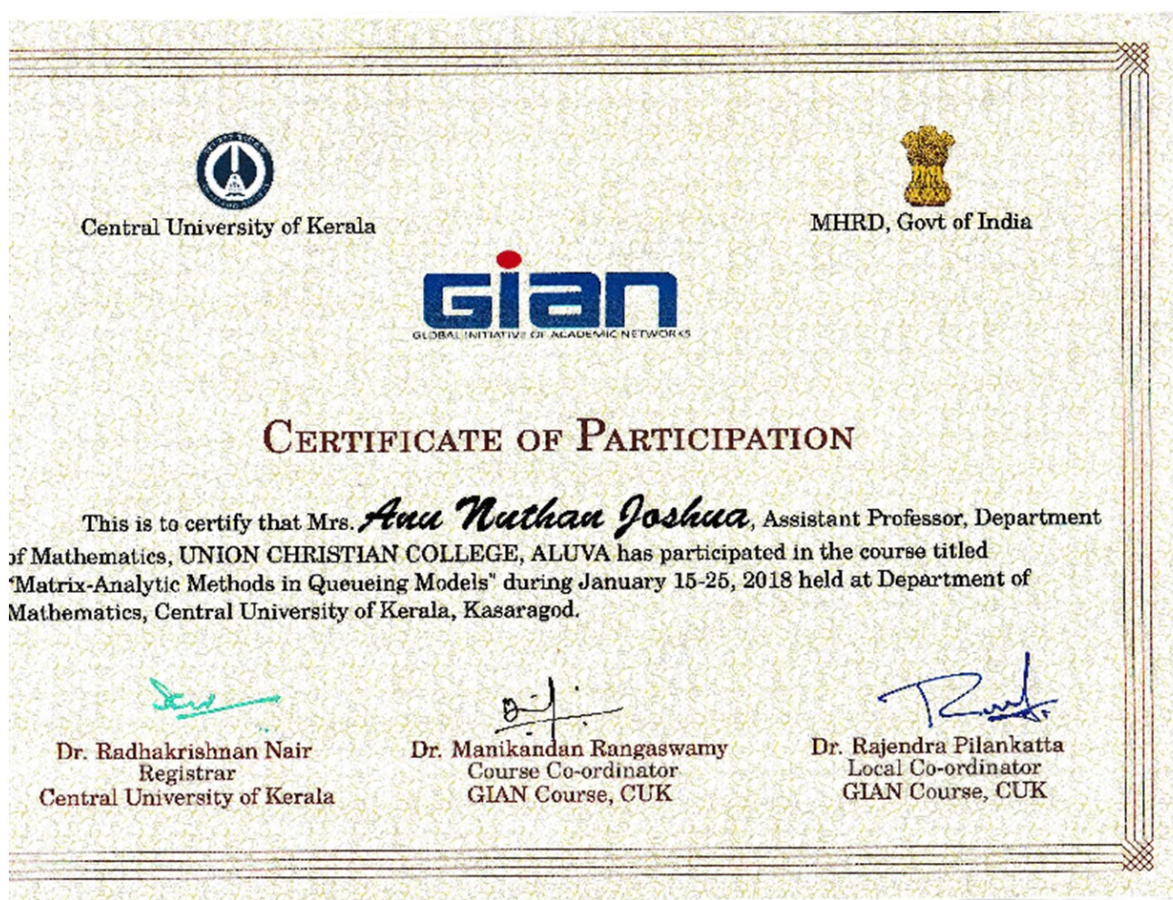 Central University of Kerala
MHRD, Govt of India
GIAN
GLOBAL INITIATIVE OF ACADEMIC NETWORKS
CERTIFICATE OF PARTICIPATION
This is to certify that Mrs. Anu Nuthan Joshua, Assistant Professor, Department
of Mathematics, UNION CHRISTIAN COLLEGE, ALUVA has participated in the course titled
"Matrix-Analytic Methods in Queueing Models" during January 15-25, 2018 held at Department of
Mathematics, Central University of Kerala, Kasaragod.
Dr. Radhakrishnan Nair
Registrar
Central University of Kerala
Dr. Manikandan Rangaswamy
Course Co-ordinator
GIAN Course, CUK
Dr. Rajendra Pilankatta
Local Co-ordinator
GIAN Course, CUK